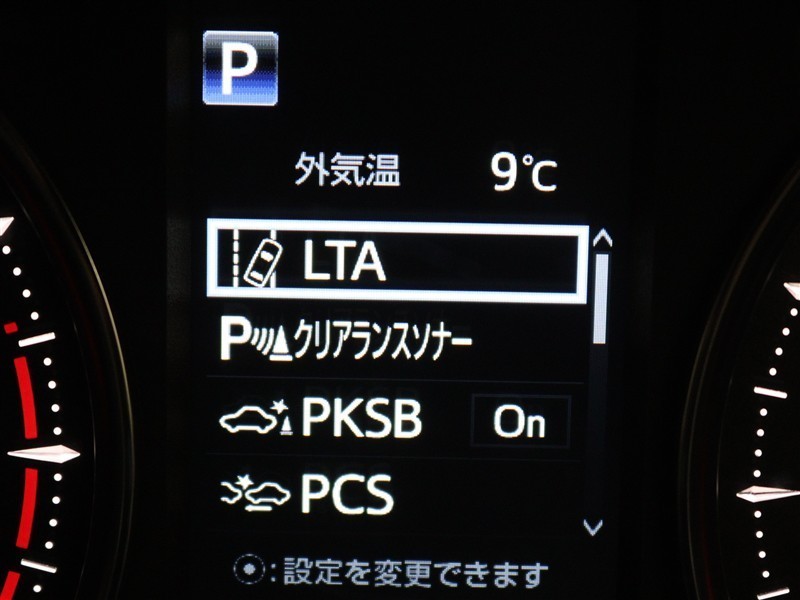 P
外気温 9℃
LTA
Pクリアランスソナー
PKSB On
PCS
:設定を変更できます